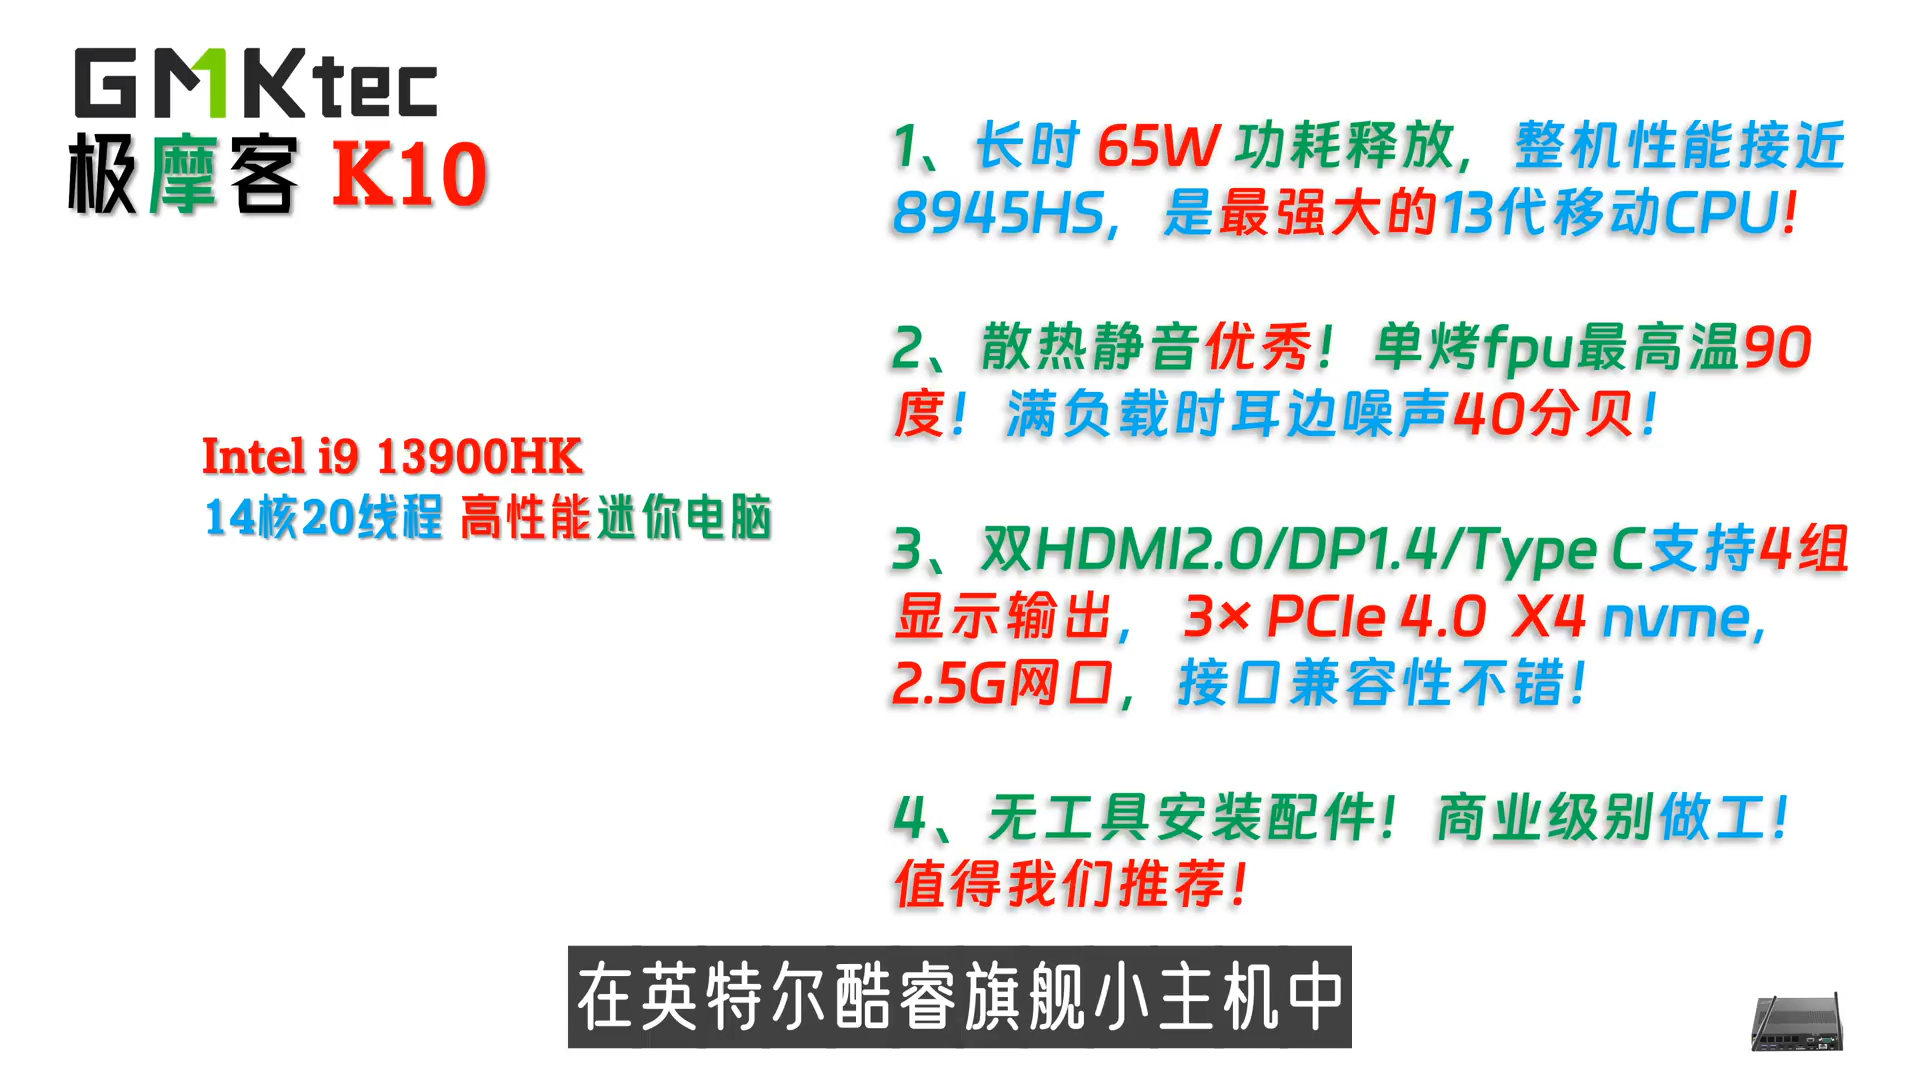 GMKtec
极摩客 K10
Intel i9 13900HK
14核20线程 高性能迷你电脑
1、长时 65W 功耗释放，整机性能接近
8945HS，是最强大的13代移动CPU！
2、散热静音优秀！单烤fpu最高温90
度！满负载时耳边噪声40分贝！
3、双HDMI2.0/DP1.4/Type C支持4组
显示输出， 3× PCIe 4.0 X4 nvme，
2.5G网口，接口兼容性不错！
4、无工具安装配件！商业级别做工！
值得我们推荐！
在英特尔酷睿旗舰小主机中